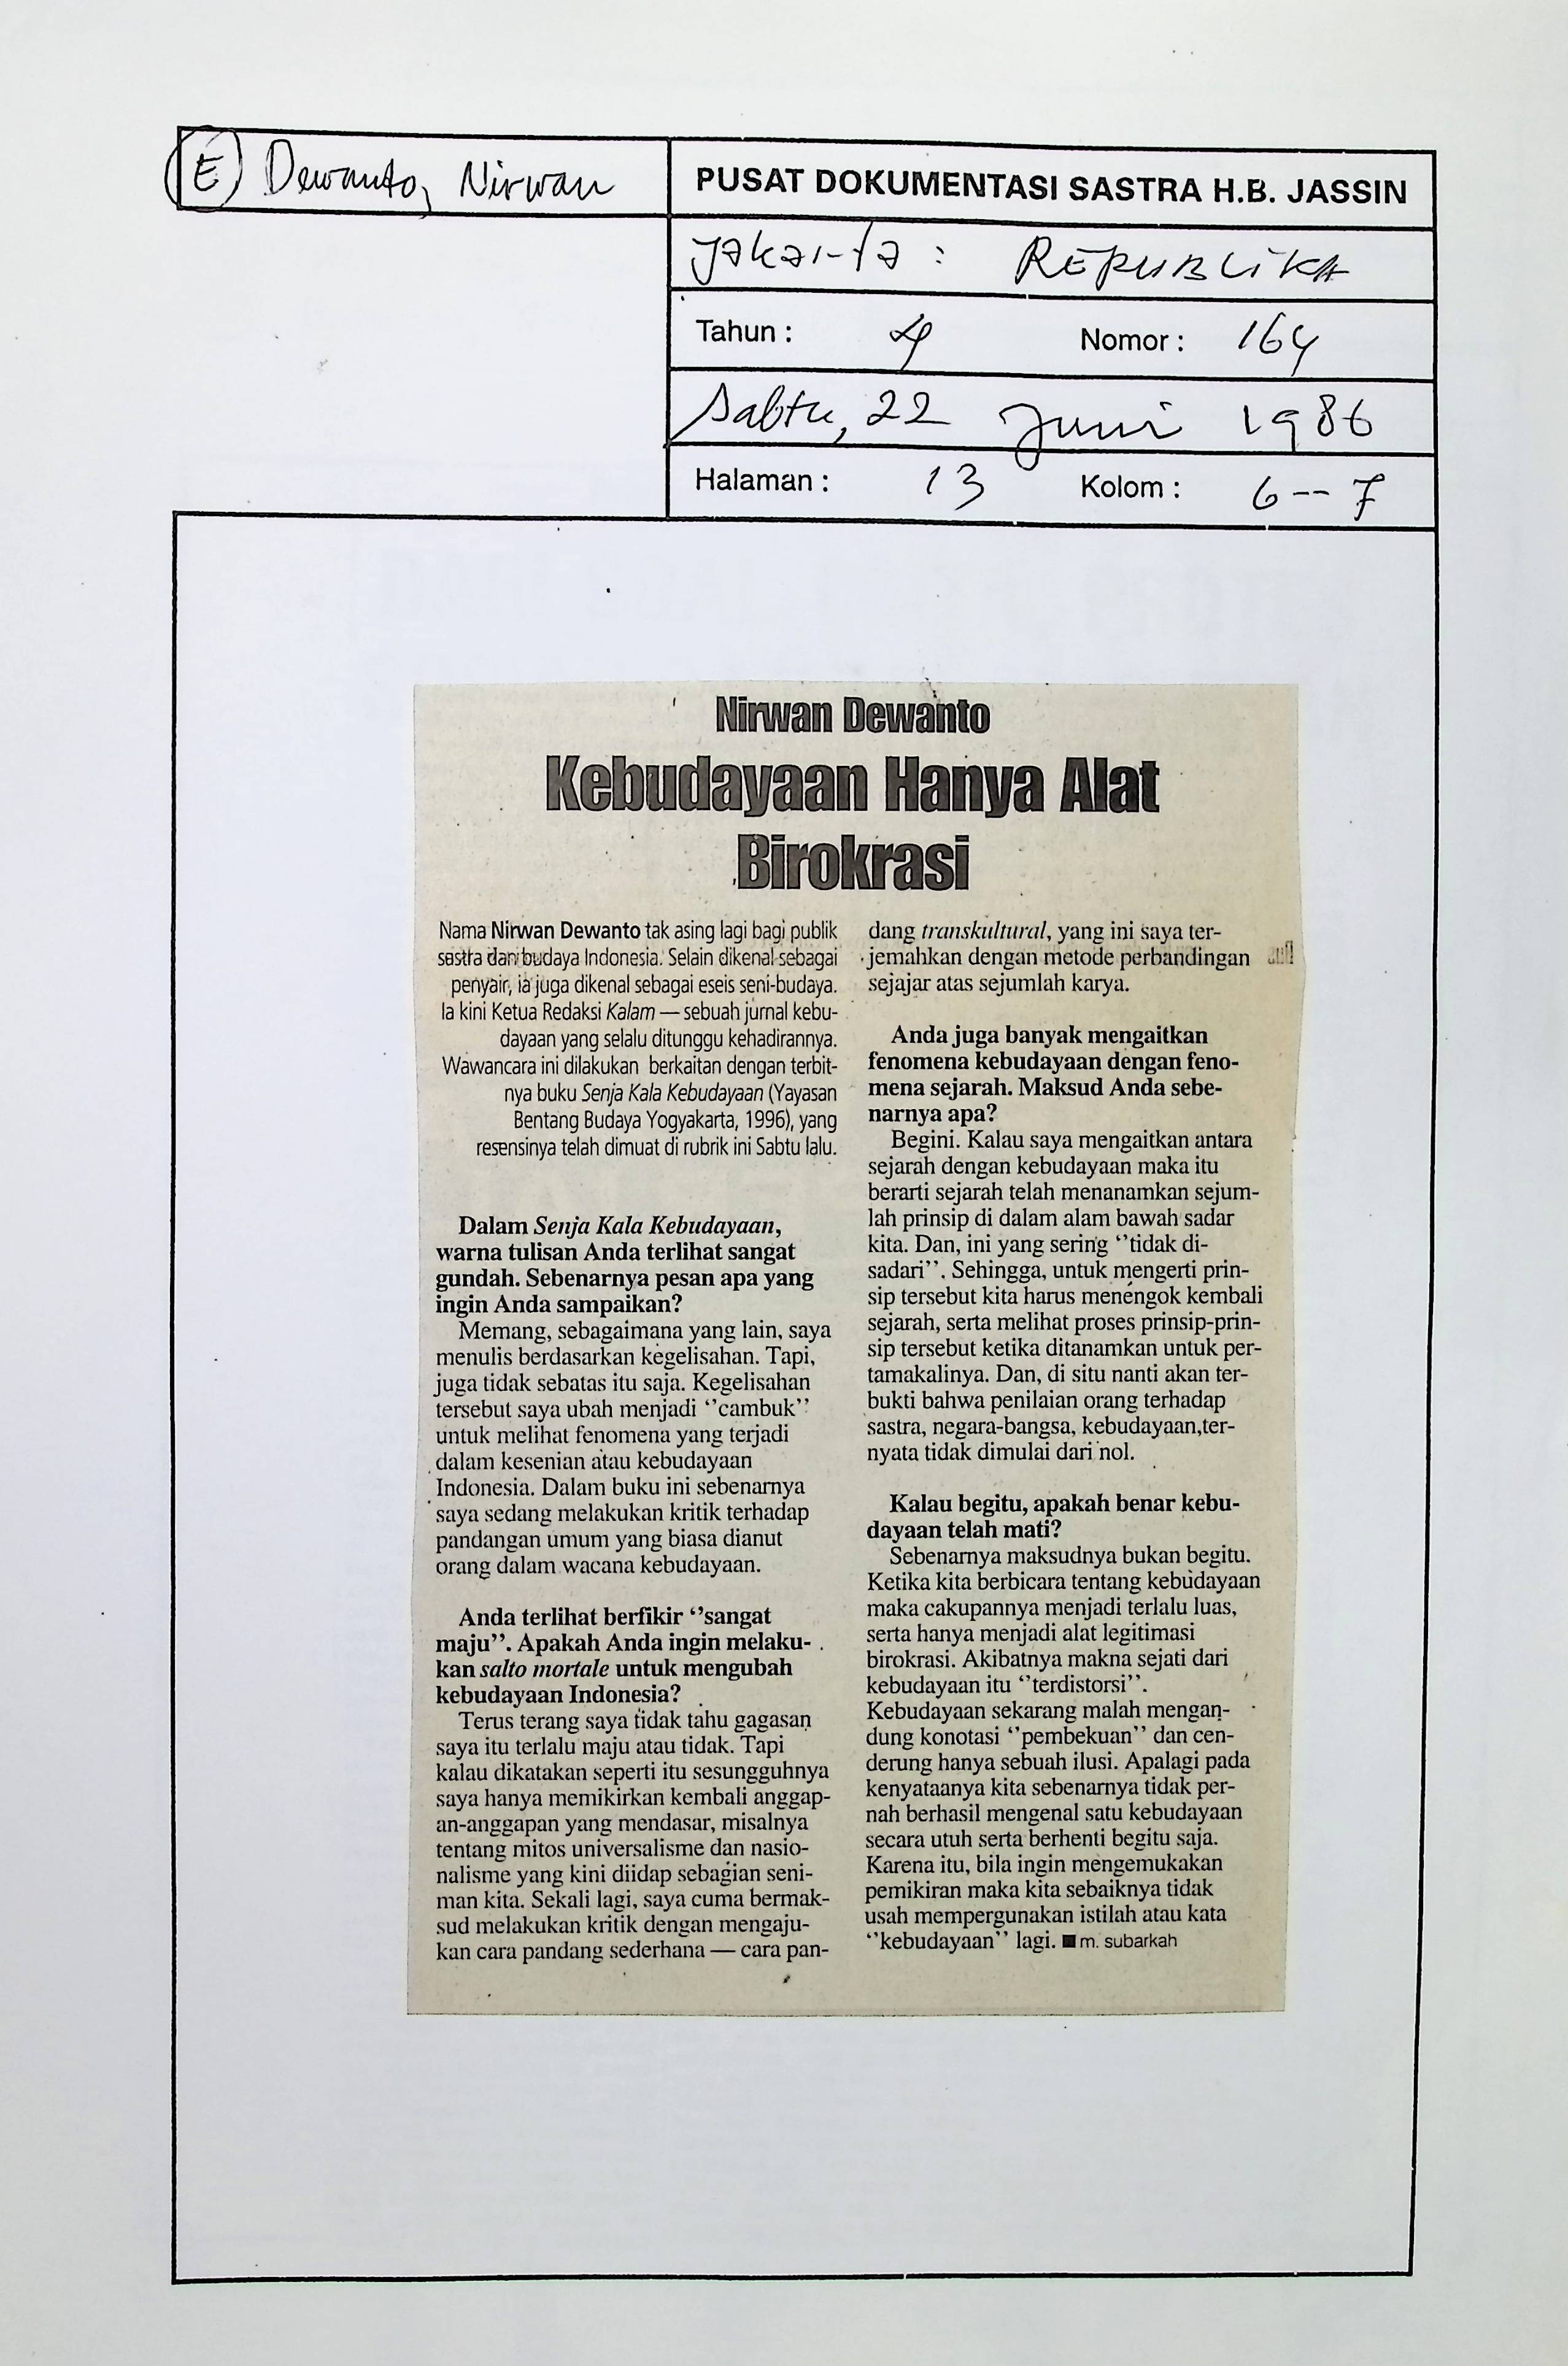 (E) Dewanto, Nirwan
PUSAT DOKUMENTASI SASTRA H.B. JASSIN
Jakarta : REPUBLIKA
Tahun : 4 Nomor : 164
Sabtu, 22 Juni 1986
Halaman : 13 Kolom : 6--7
Nirwan Dewanto
Kebudayaan Hanya Alat
Birokrasi
Nama Nirwan Dewanto tak asing lagi bagi publik
sastra dan budaya Indonesia. Selain dikenal sebagai
penyair, ia juga dikenal sebagai eseis seni-budaya.
Ia kini Ketua Redaksi Kalam — sebuah jurnal kebu-
dayaan yang selalu ditunggu kehadirannya.
Wawancara ini dilakukan berkaitan dengan terbit-
nya buku Senja Kala Kebudayaan (Yayasan
Bentang Budaya Yogyakarta, 1996), yang
resensinya telah dimuat di rubrik ini Sabtu lalu.
Dalam Senja Kala Kebudayaan,
warna tulisan Anda terlihat sangat
gundah. Sebenarnya pesan apa yang
ingin Anda sampaikan?
Memang, sebagaimana yang lain, saya
menulis berdasarkan kegelisahan. Tapi,
juga tidak sebatas itu saja. Kegelisahan
tersebut saya ubah menjadi ‘’cambuk’’
untuk melihat fenomena yang terjadi
dalam kesenian atau kebudayaan
Indonesia. Dalam buku ini sebenarnya
saya sedang melakukan kritik terhadap
pandangan umum yang biasa dianut
orang dalam wacana kebudayaan.
Anda terlihat berfikir ‘’sangat
maju’’. Apakah Anda ingin melaku-
kan salto mortale untuk mengubah
kebudayaan Indonesia?
Terus terang saya tidak tahu gagasan
saya itu terlalu maju atau tidak. Tapi
kalau dikatakan seperti itu sesungguhnya
saya hanya memikirkan kembali anggap-
an-anggapan yang mendasar, misalnya
tentang mitos universalisme dan nasio-
nalisme yang kini diidap sebagian seni-
man kita. Sekali lagi, saya cuma bermak-
sud melakukan kritik dengan mengaju-
kan cara pandang sederhana — cara pan-
dang transkultural, yang ini saya ter-
jemahkan dengan metode perbandingan
sejajar atas sejumlah karya.
Anda juga banyak mengaitkan
fenomena kebudayaan dengan feno-
mena sejarah. Maksud Anda sebe-
narnya apa?
Begini. Kalau saya mengaitkan antara
sejarah dengan kebudayaan maka itu
berarti sejarah telah menanamkan sejum-
lah prinsip di dalam alam bawah sadar
kita. Dan, ini yang sering ‘’tidak di-
sadari’’. Sehingga, untuk mengerti prin-
sip tersebut kita harus menengok kembali
sejarah, serta melihat proses prinsip-prin-
sip tersebut ketika ditanamkan untuk per-
tamakalinya. Dan, di situ nanti akan ter-
bukti bahwa penilaian orang terhadap
sastra, negara-bangsa, kebudayaan,ter-
nyata tidak dimulai dari nol.
Kalau begitu, apakah benar kebu-
dayaan telah mati?
Sebenarnya maksudnya bukan begitu.
Ketika kita berbicara tentang kebudayaan
maka cakupannya menjadi terlalu luas,
serta hanya menjadi alat legitimasi
birokrasi. Akibatnya makna sejati dari
kebudayaan itu ‘’terdistorsi’’.
Kebudayaan sekarang malah mengan-
dung konotasi ‘’pembekuan’’ dan cen-
derung hanya sebuah ilusi. Apalagi pada
kenyataanya kita sebenarnya tidak per-
nah berhasil mengenal satu kebudayaan
secara utuh serta berhenti begitu saja.
Karena itu, bila ingin mengemukakan
pemikiran maka kita sebaiknya tidak
usah mempergunakan istilah atau kata
‘’kebudayaan’’ lagi. ■ m. subarkah